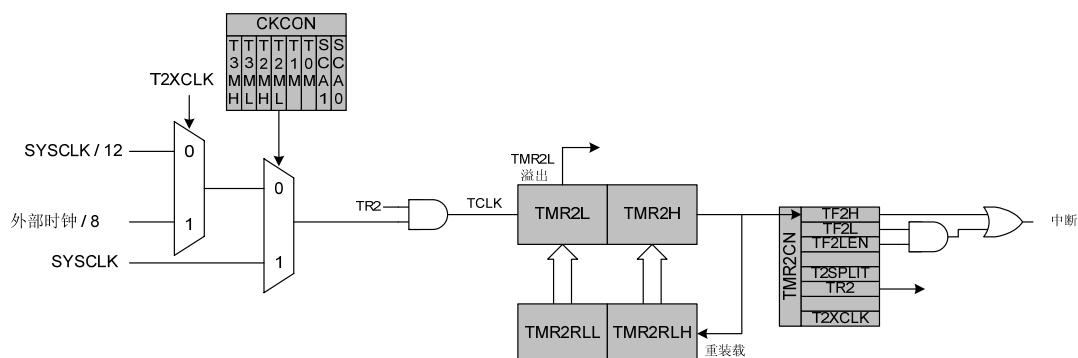 CKCON
T3MH T3ML T2MH T2ML T1M T0M SCA1 SCA0
T2XCLK
SYSCLK / 12
0
外部时钟 / 8
1
SYSCLK
0
1
TR2
TCLK
TMR2L
溢出
TMR2L TMR2H
TMR2RLL TMR2RLH
重装载
TMR2CN
TF2H
TF2L
TF2LEN
T2SPLIT
TR2
T2XCLK
中断